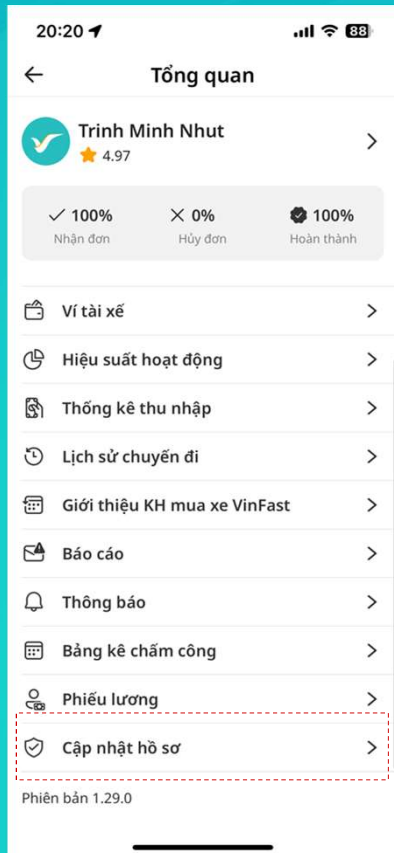 20:20
88
Tổng quan
Trinh Minh Nhut
4.97
100%
0%
100%
Nhận đơn
Hủy đơn
Hoàn thành
Ví tài xế
Hiệu suất hoạt động
Thống kê thu nhập
Lịch sử chuyến đi
Giới thiệu KH mua xe VinFast
Báo cáo
Thông báo
Bảng kê chấm công
Phiếu lương
Cập nhật hồ sơ
Phiên bản 1.29.0